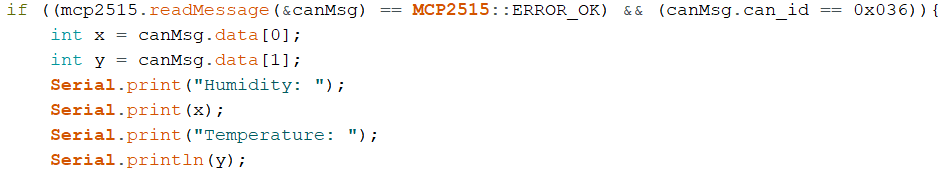 if ((mcp2515.readMessage(&canMsg) == MCP2515::ERROR_OK) && (canMsg.can_id == 0x036)){
int x = canMsg.data[0];
int y = canMsg.data[1];
Serial.print("Humidity: ");
Serial.print(x);
Serial.print("Temperature: ");
Serial.println(y);